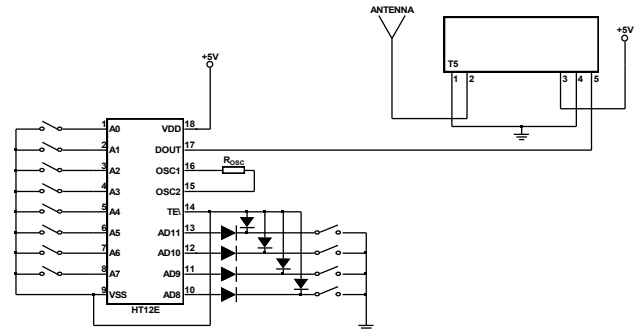 ANTENNA
+5V
T5
1 2 3 4 5
+5V
1 A0 VDD 18
2 A1 DOUT 17
3 A2 OSC1 16
ROSC
4 A3 OSC2 15
5 A4 TE\ 14
6 A5 AD11 13
7 A6 AD10 12
8 A7 AD9 11
9 VSS AD8 10
HT12E